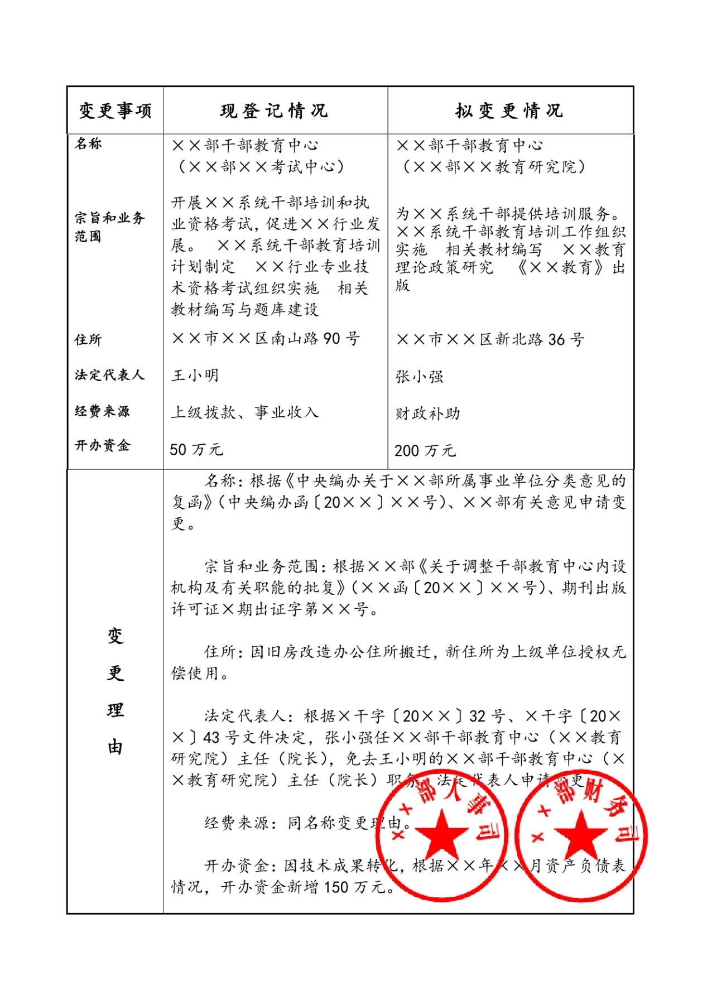 变更事项 现登记情况 拟变更情况
名称
××部干部教育中心
（××部××考试中心）
××部干部教育中心
（××部××教育研究院）
宗旨和业务
范围
开展××系统干部培训和执
业资格考试，促进××行业发
展。 ××系统干部教育培训
计划制定 ××行业专业技
术资格考试组织实施 相关
教材编写与题库建设
为××系统干部提供培训服务。
××系统干部教育培训工作组织
实施 相关教材编写 ××教育
理论政策研究 《××教育》出
版
住所 ××市××区南山路 90 号 ××市××区新北路 36 号
法定代表人 王小明 张小强
经费来源 上级拨款、事业收入 财政补助
开办资金 50 万元 200 万元
变
更
理
由
名称：根据《中央编办关于××部所属事业单位分类意见的
复函》（中央编办函〔20××〕××号）、××部有关意见申请变
更。
宗旨和业务范围：根据××部《关于调整干部教育中心内设
机构及有关职能的批复》（××函〔20××〕××号）、期刊出版
许可证×期出证字第××号。
住所：因旧房改造办公住所搬迁，新住所为上级单位授权无
偿使用。
法定代表人：根据×干字〔20××〕32 号、×干字〔20×
×〕43 号文件决定，张小强任××部干部教育中心（××教育
研究院）主任（院长），免去王小明的××部干部教育中心（×
×教育研究院）主任（院长）职务，法定代表人申请变更
经费来源：同名称变更理由。
开办资金：因技术成果转化，根据××年××月资产负债表
情况，开办资金新增 150 万元。
××部人事司
××部财务司